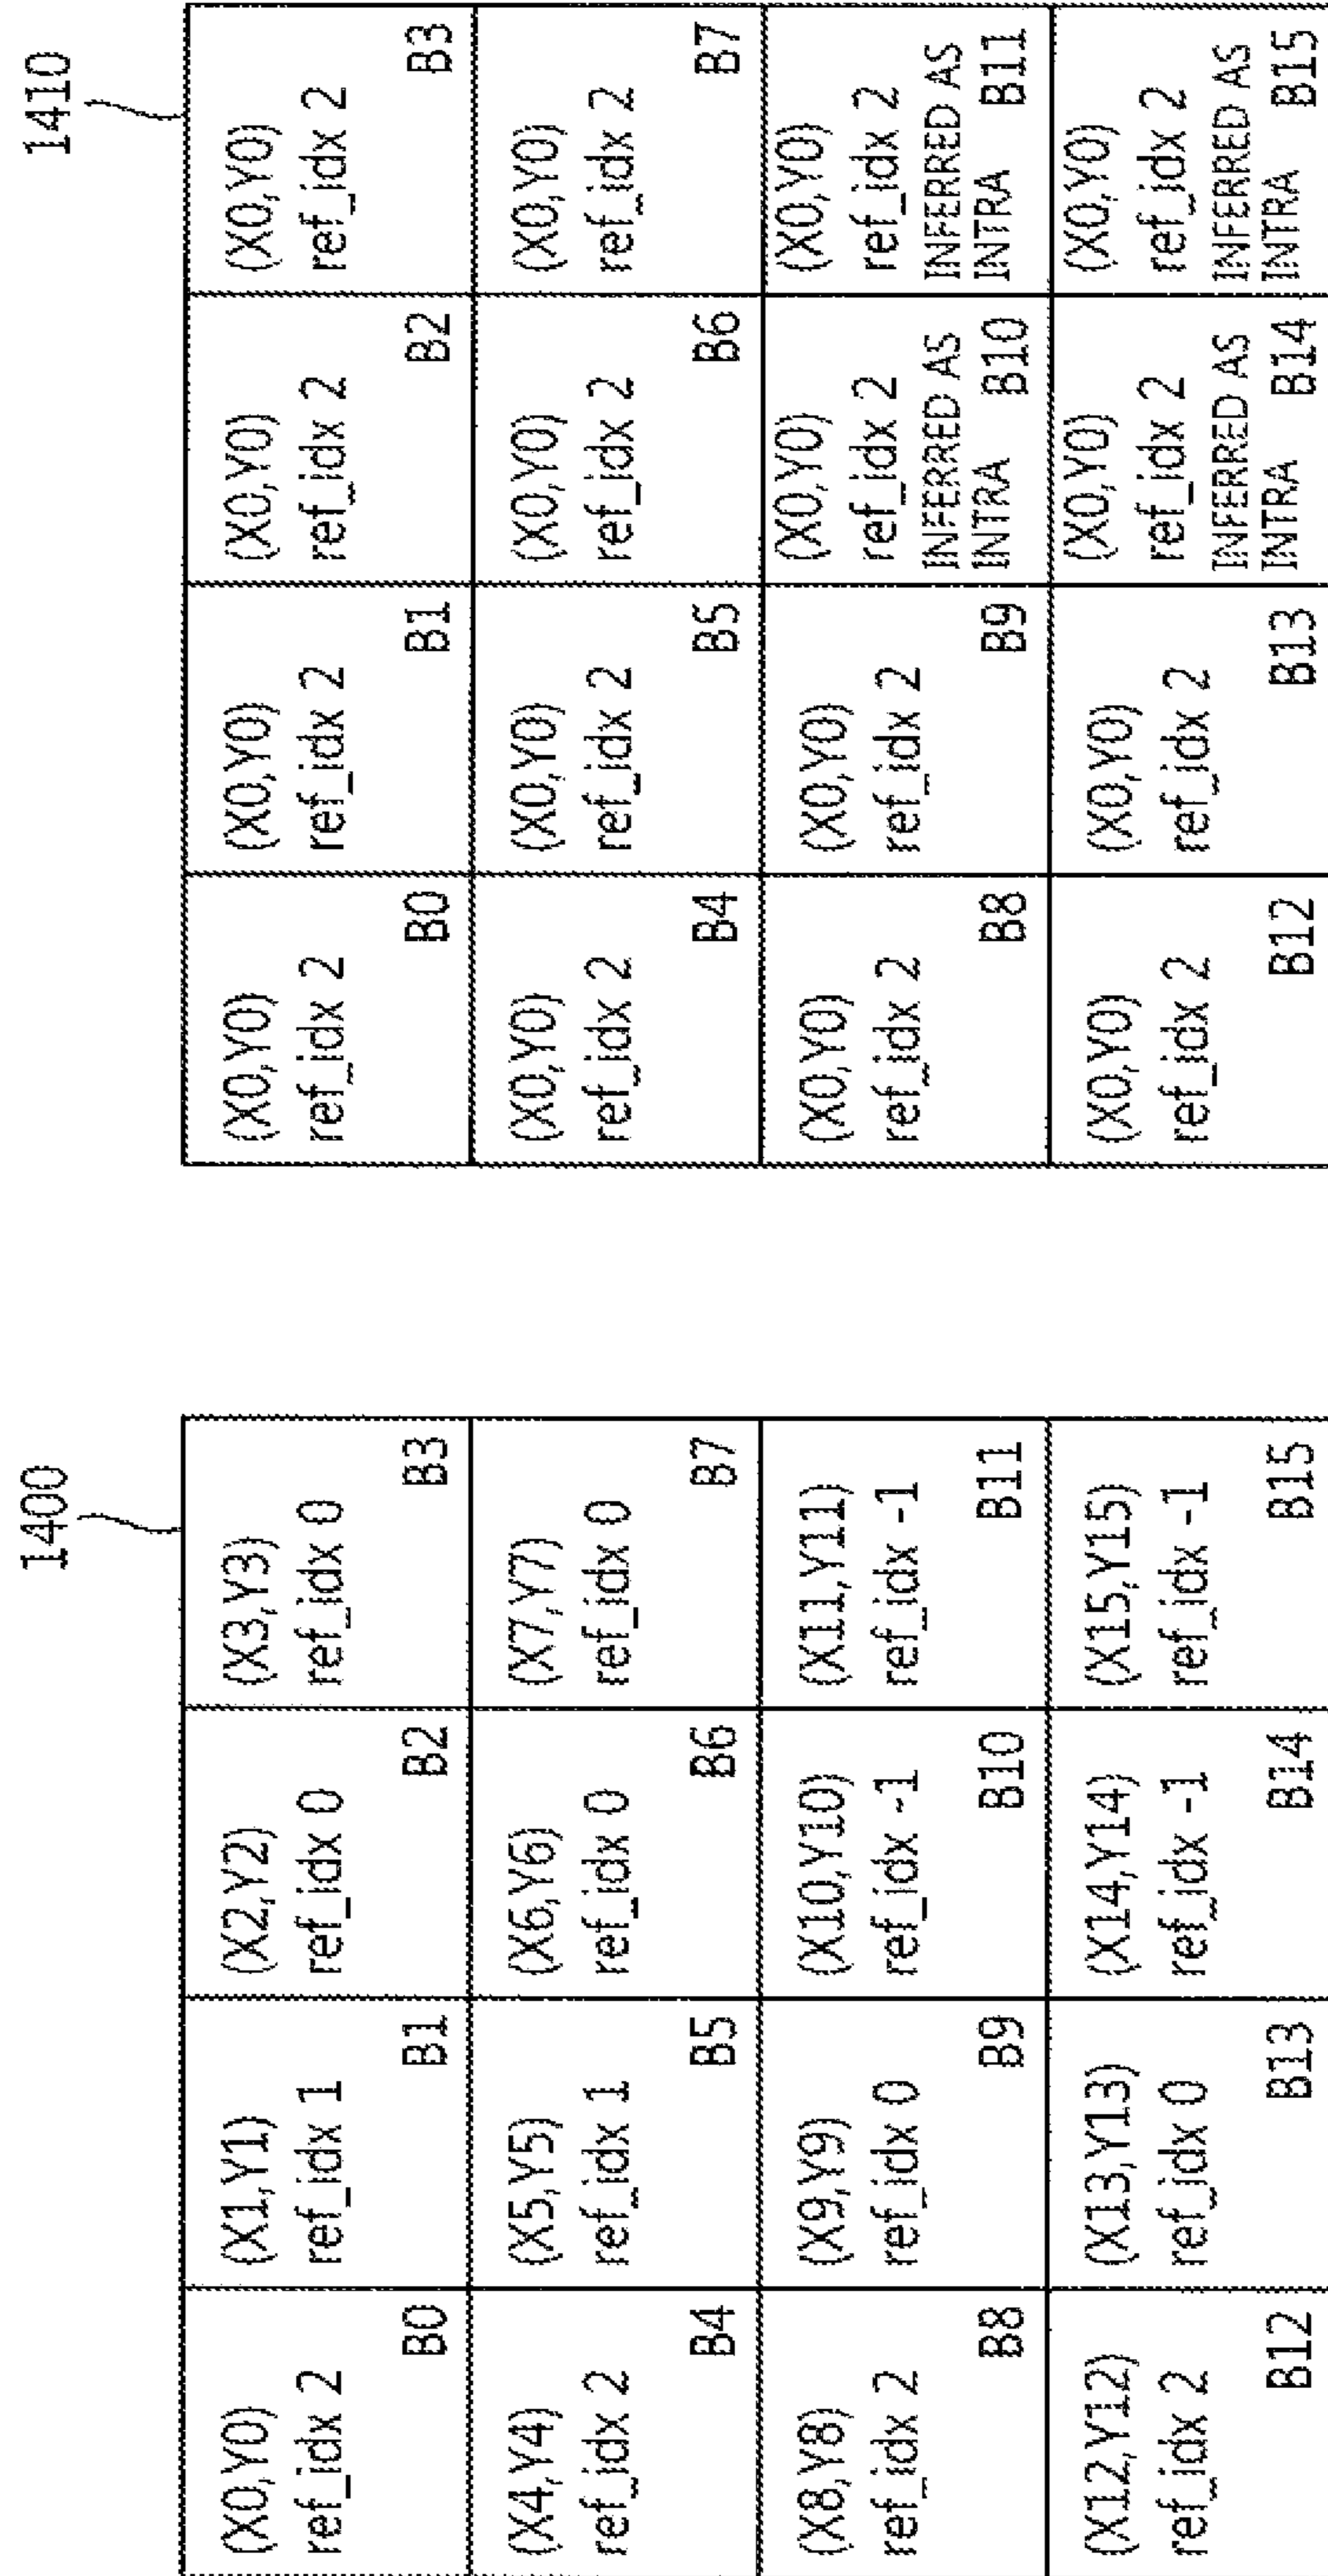 1400
(X0,Y0)
ref_idx 2
B0
(X1,Y1)
ref_idx 1
B1
(X2,Y2)
ref_idx 0
B2
(X3,Y3)
ref_idx 0
B3
(X4,Y4)
ref_idx 2
B4
(X5,Y5)
ref_idx 1
B5
(X6,Y6)
ref_idx 0
B6
(X7,Y7)
ref_idx 0
B7
(X8,Y8)
ref_idx 2
B8
(X9,Y9)
ref_idx 0
B9
(X10,Y10)
ref_idx -1
B10
(X11,Y11)
ref_idx -1
B11
(X12,Y12)
ref_idx 2
B12
(X13,Y13)
ref_idx 0
B13
(X14,Y14)
ref_idx -1
B14
(X15,Y15)
ref_idx -1
B15
1410
(X0,Y0)
ref_idx 2
B0
(X0,Y0)
ref_idx 2
B1
(X0,Y0)
ref_idx 2
B2
(X0,Y0)
ref_idx 2
B3
(X0,Y0)
ref_idx 2
B4
(X0,Y0)
ref_idx 2
B5
(X0,Y0)
ref_idx 2
B6
(X0,Y0)
ref_idx 2
B7
(X0,Y0)
ref_idx 2
B8
(X0,Y0)
ref_idx 2
B9
(X0,Y0)
ref_idx 2
INFERRED AS
INTRA B10
(X0,Y0)
ref_idx 2
INFERRED AS
INTRA B11
(X0,Y0)
ref_idx 2
B12
(X0,Y0)
ref_idx 2
B13
(X0,Y0)
ref_idx 2
INFERRED AS
INTRA B14
(X0,Y0)
ref_idx 2
INFERRED AS
INTRA B15